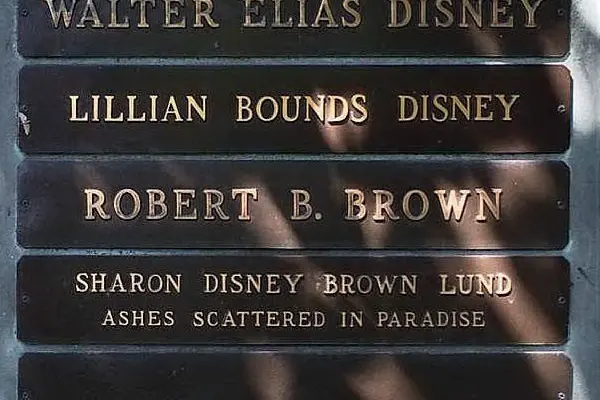 WALTER ELIAS DISNEY
LILLIAN BOUNDS DISNEY
ROBERT B. BROWN
SHARON DISNEY BROWN LUND
ASHES SCATTERED IN PARADISE